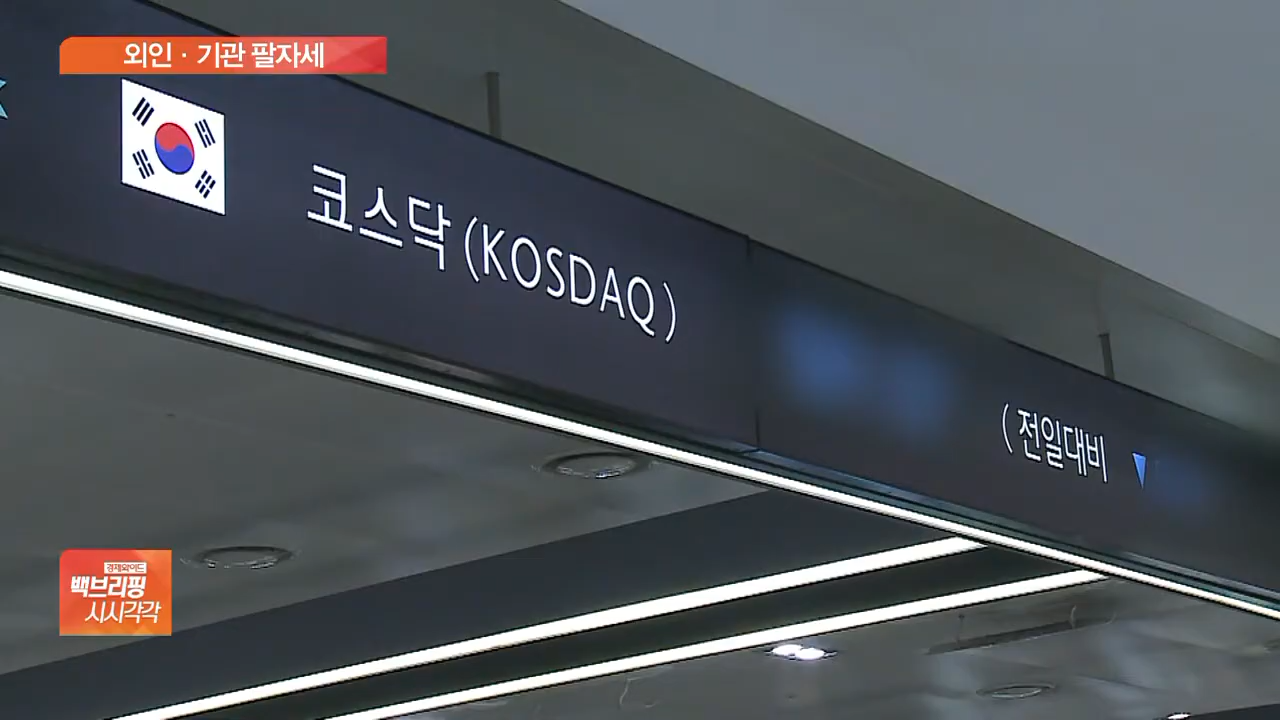 외인 · 기관 팔자세
코스닥 (KOSDAQ)
( 전일대비 ▼
경제와이드
백브리핑
시시각각